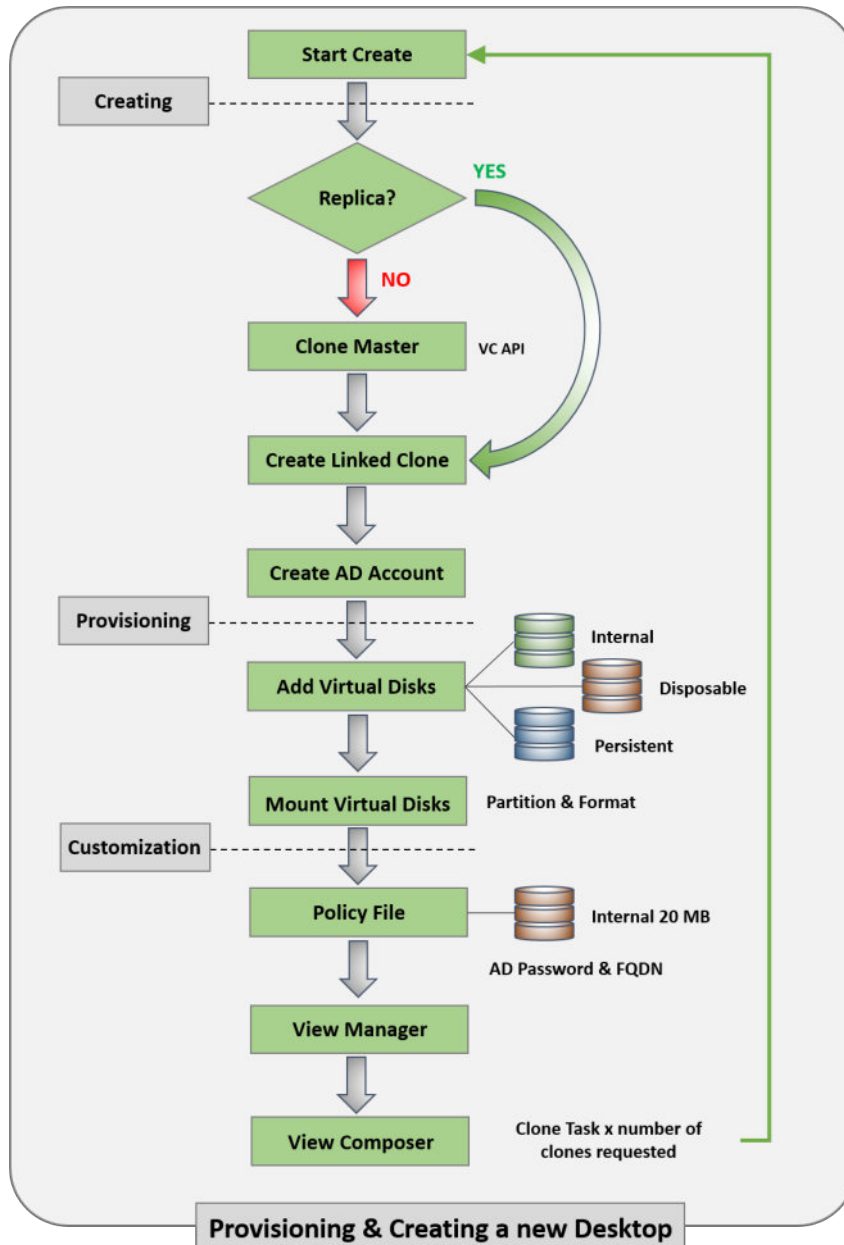 Start Create
Creating
YES
Replica?
NO
Clone Master
VC API
Create Linked Clone
Create AD Account
Provisioning
Internal
Add Virtual Disks
Disposable
Persistent
Mount Virtual Disks
Partition & Format
Customization
Policy File
Internal 20 MB
AD Password & FQDN
View Manager
View Composer
Clone Task x number of
clones requested
Provisioning & Creating a new Desktop